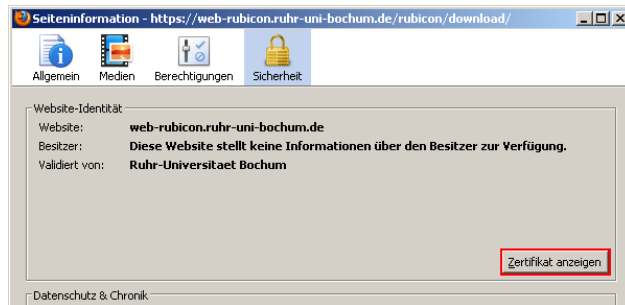 Seiteninformation - https://web-rubicon.ruhr-uni-bochum.de/rubicon/download/
Allgemein Medien Berechtigungen Sicherheit
Website-Identität
Website: web-rubicon.ruhr-uni-bochum.de
Besitzer: Diese Website stellt keine Informationen über den Besitzer zur Verfügung.
Validiert von: Ruhr-Universitaet Bochum
Zertifikat anzeigen
Datenschutz & Chronik